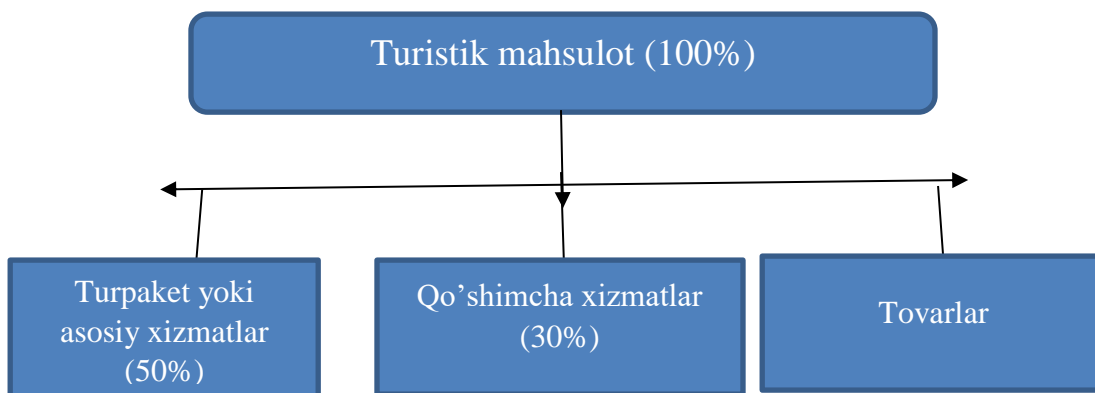 Turistik mahsulot (100%)
Turpaket yoki
asosiy xizmatlar
(50%)
Qo’shimcha xizmatlar
(30%)
Tovarlar